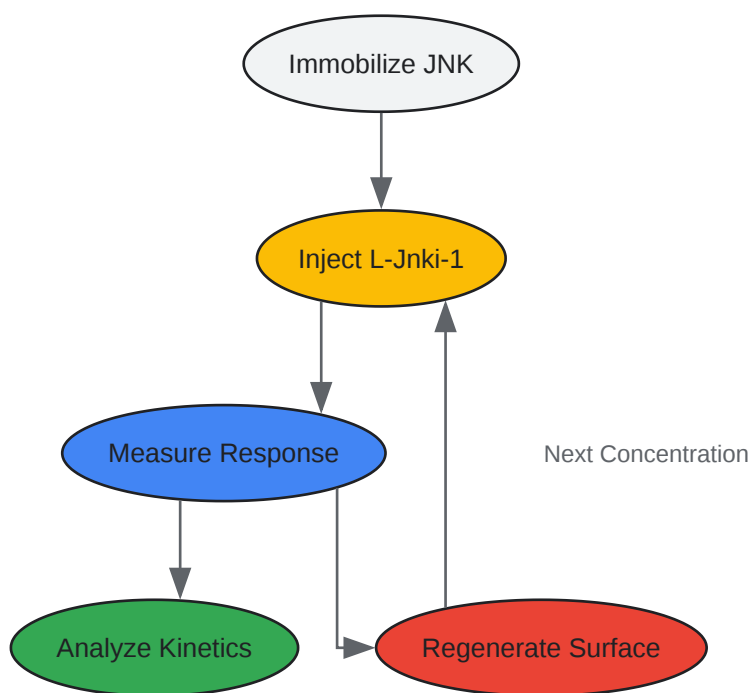 Immobilize JNK
Inject L-Jnki-1
Measure Response
Next Concentration
Analyze Kinetics
Regenerate Surface